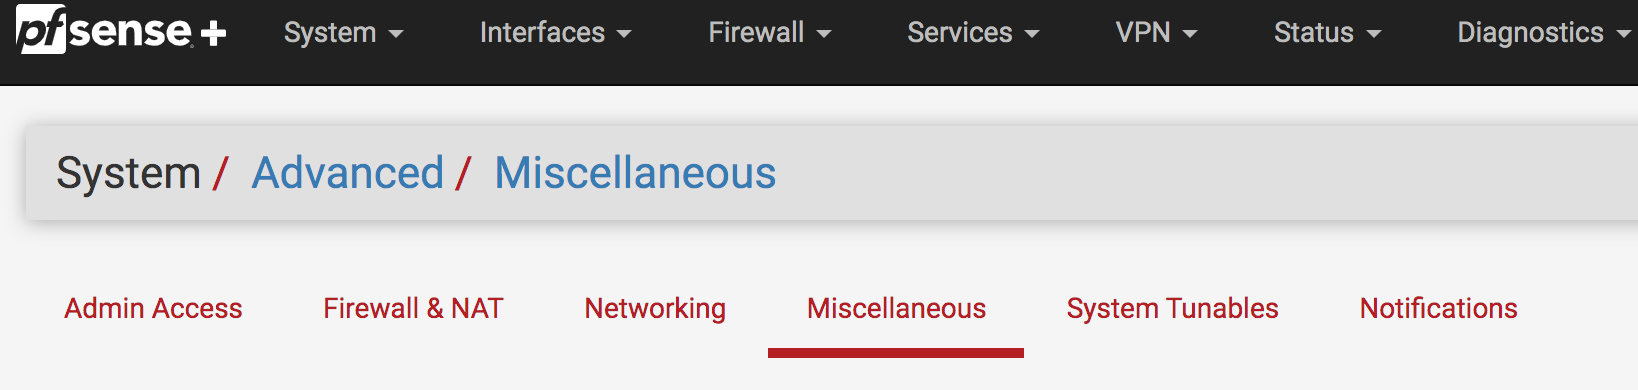 pfsense+ System Interfaces Firewall Services VPN Status Diagnostics
System / Advanced / Miscellaneous
Admin Access Firewall & NAT Networking Miscellaneous System Tunables Notifications